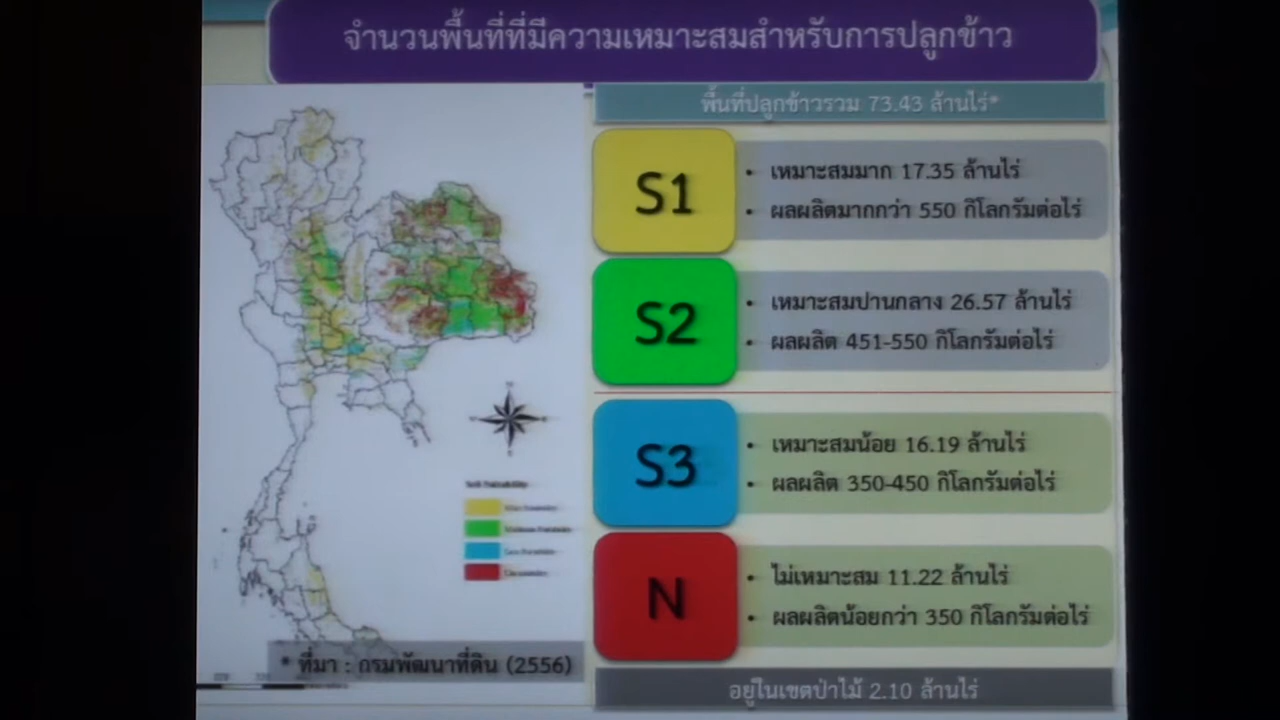 จำนวนพื้นที่ที่มีความเหมาะสมสำหรับการปลูกข้าว
พื้นที่ปลูกข้าวรวม 73.43 ล้านไร่*
S1
• เหมาะสมมาก 17.35 ล้านไร่
• ผลผลิตมากกว่า 550 กิโลกรัมต่อไร่
S2
• เหมาะสมปานกลาง 26.57 ล้านไร่
• ผลผลิต 451-550 กิโลกรัมต่อไร่
S3
• เหมาะสมน้อย 16.19 ล้านไร่
• ผลผลิต 350-450 กิโลกรัมต่อไร่
N
• ไม่เหมาะสม 11.22 ล้านไร่
• ผลผลิตน้อยกว่า 350 กิโลกรัมต่อไร่
* ที่มา : กรมพัฒนาที่ดิน (2556)
อยู่ในเขตป่าไม้ 2.10 ล้านไร่